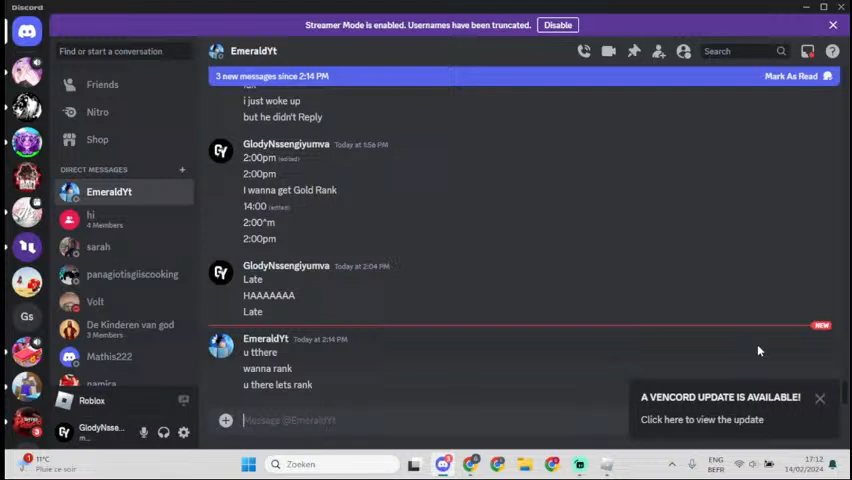 Discord
Streamer Mode is enabled. Usernames have been truncated.
Disable
Find or start a conversation
EmeraldYt
Search
3 new messages since 2:14 PM
Mark As Read
Friends
Nitro
Shop
DIRECT MESSAGES
EmeraldYt
hi
4 Members
sarah
panagiotisgiiscooking
Volt
De Kinderen van god
3 Members
Mathis222
namira
Gs
Roblox
GlodyNsse...
m...
i just woke up
but he didn't Reply
GlodyNssengiyumva Today at 1:56 PM
2:00pm (edited)
2:00pm
I wanna get Gold Rank
14:00 (edited)
2:00*m
2:00pm
GlodyNssengiyumva Today at 2:04 PM
Late
HAAAAAAA
Late
NEW
EmeraldYt Today at 2:14 PM
u tthere
wanna rank
u there lets rank
Message @EmeraldYt
A VENCORD UPDATE IS AVAILABLE!
Click here to view the update
11°C
Pluie ce soir
Zoeken
ENG
BEFR
17:12
14/02/2024